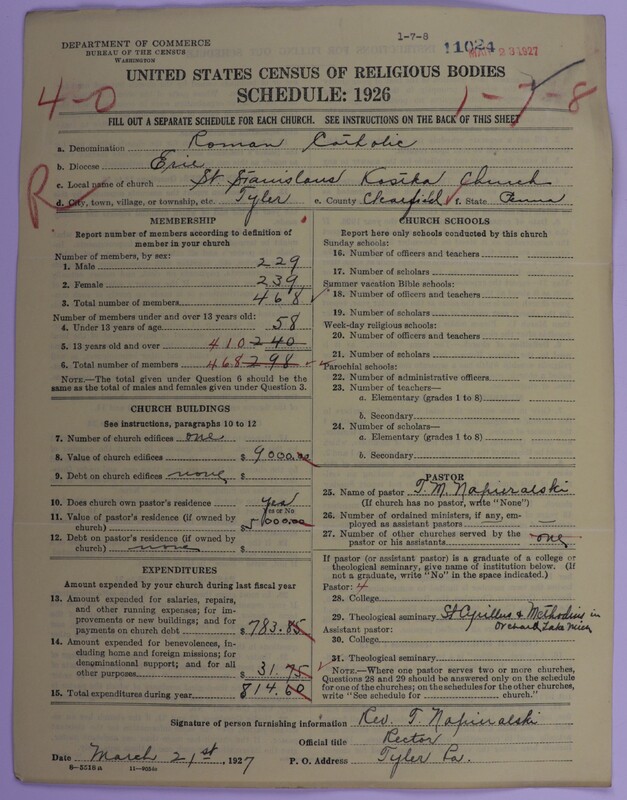 1-7-8
DEPARTMENT OF COMMERCE
BUREAU OF THE CENSUS
WASHINGTON
11024
MAR 23 1927
UNITED STATES CENSUS OF RELIGIOUS BODIES
SCHEDULE: 1926
4-0
1-7-8
FILL OUT A SEPARATE SCHEDULE FOR EACH CHURCH. SEE INSTRUCTIONS ON THE BACK OF THIS SHEET
R
a. Denomination Roman Catholic
b. Diocese Erie
c. Local name of church St Stanislaus Kostka Church
d. City, town, village, or township, etc. Tyler e. County Clearfield f. State Penna
MEMBERSHIP
Report number of members according to definition of
member in your church
Number of members, by sex:
1. Male 229
2. Female 239
3. Total number of members 468
Number of members under and over 13 years old:
4. Under 13 years of age 58
5. 13 years old and over 410 240
6. Total number of members 468 298
NOTE.—The total given under Question 6 should be the
same as the total of males and females given under Question 3.
CHURCH BUILDINGS
See instructions, paragraphs 10 to 12
7. Number of church edifices one
8. Value of church edifices $ 9000.00
9. Debt on church edifices none $
10. Does church own pastor's residence yes
Yes or No
11. Value of pastor's residence (if owned by
church) $ 5000.00
12. Debt on pastor's residence (if owned by
church) none $
EXPENDITURES
Amount expended by your church during last fiscal year
13. Amount expended for salaries, repairs,
and other running expenses; for im-
provements or new buildings; and for
payments on church debt $ 783.85
14. Amount expended for benevolences, in-
cluding home and foreign missions; for
denominational support; and for all
other purposes $ 31.75
15. Total expenditures during year $ 814.60
CHURCH SCHOOLS
Report here only schools conducted by this church
Sunday schools:
16. Number of officers and teachers
17. Number of scholars
Summer vacation Bible schools:
18. Number of officers and teachers
19. Number of scholars
Week-day religious schools:
20. Number of officers and teachers
21. Number of scholars
Parochial schools:
22. Number of administrative officers
23. Number of teachers—
a. Elementary (grades 1 to 8)
b. Secondary
24. Number of scholars—
a. Elementary (grades 1 to 8)
b. Secondary
PASTOR
25. Name of pastor T. M. Napieralski
(If church has no pastor, write "None")
26. Number of ordained ministers, if any, em-
ployed as assistant pastors
27. Number of other churches served by the
pastor or his assistants one
If pastor (or assistant pastor) is a graduate of a college or
theological seminary, give name of institution below. (If
not a graduate, write "No" in the space indicated.)
Pastor: 4
28. College
29. Theological seminary St Cyrillus & Methodius in
Orchard Lake Mich
Assistant pastor:
30. College
31. Theological seminary
NOTE.—Where one pastor serves two or more churches,
Questions 28 and 29 should be answered only on the schedule
for one of the churches; on the schedules for the other churches,
write "See schedule for church."
Signature of person furnishing information Rev. T. Napieralski
Official title Rector
Date March 21st, 1927 P. O. Address Tyler Pa.
8-5518a